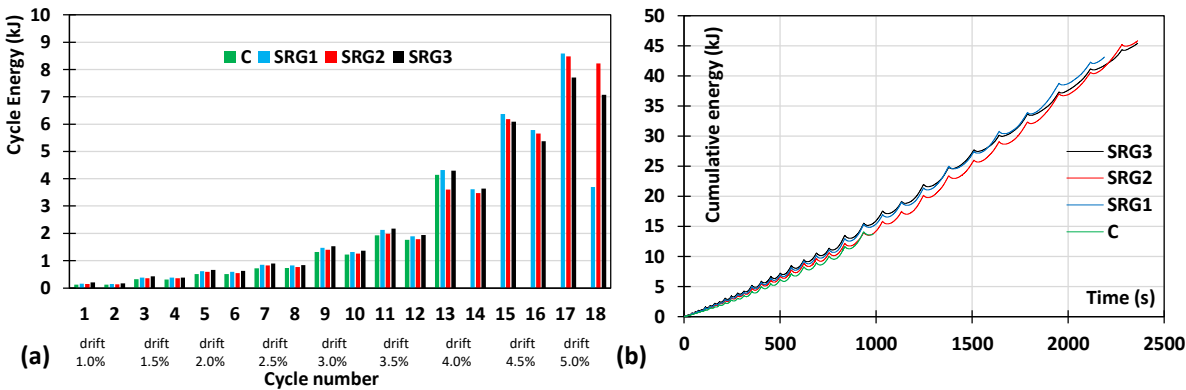 Cycle Energy (kJ)
10
9
8
7
6
5
4
3
2
1
0
C SRG1 SRG2 SRG3
1 2 3 4 5 6 7 8 9 10 11 12 13 14 15 16 17 18
drift drift drift drift drift drift drift drift drift
1.0% 1.5% 2.0% 2.5% 3.0% 3.5% 4.0% 4.5% 5.0%
Cycle number
(a)
Cumulative energy (kJ)
50
45
40
35
30
25
20
15
10
5
0
SRG3
SRG2
SRG1
C
Time (s)
0 500 1000 1500 2000 2500
(b)